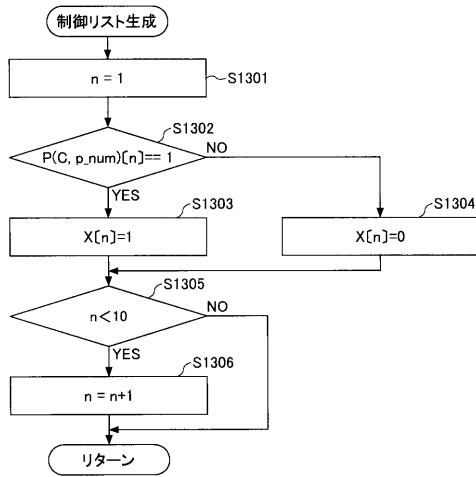 制御リスト生成
n = 1
S1301
S1302
P(C, p_num)[n]== 1
NO
YES
S1303
X[n]=1
S1304
X[n]=0
S1305
n<10
NO
YES
S1306
n = n+1
リターン